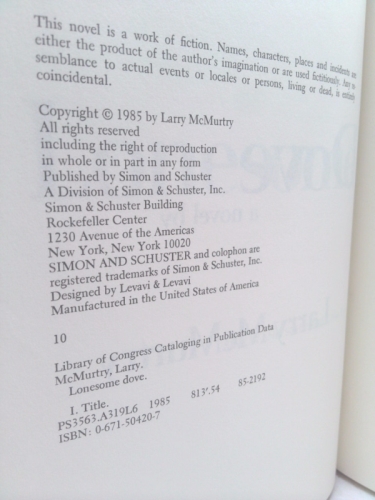 This novel is a work of fiction. Names, characters, places and incidents are
either the product of the author's imagination or are used fictitiously. Any re-
semblance to actual events or locales or persons, living or dead, is entirely
coincidental.
Copyright © 1985 by Larry McMurtry
All rights reserved
including the right of reproduction
in whole or in part in any form
Published by Simon and Schuster
A Division of Simon & Schuster, Inc.
Simon & Schuster Building
Rockefeller Center
1230 Avenue of the Americas
New York, New York 10020
SIMON AND SCHUSTER and colophon are
registered trademarks of Simon & Schuster, Inc.
Designed by Levavi & Levavi
Manufactured in the United States of America
10
Library of Congress Cataloging in Publication Data
McMurtry, Larry.
Lonesome dove.
I. Title.
PS3563.A319L6 1985 813'.54 85-2192
ISBN: 0-671-50420-7